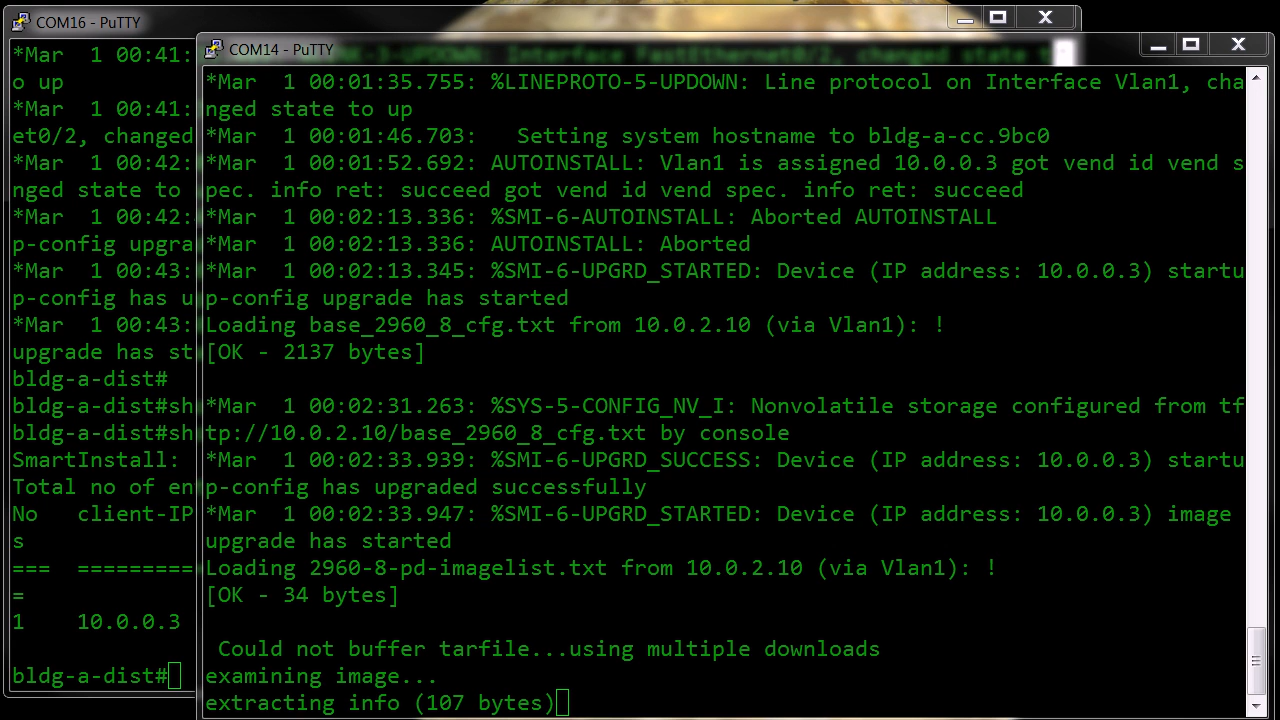 COM16 - PuTTY
*Mar  1 00:41:
o up
*Mar  1 00:41:
et0/2, changed
*Mar  1 00:42:
nged state to
*Mar  1 00:42:
p-config upgra
*Mar  1 00:43:
p-config has u
*Mar  1 00:43:
upgrade has st
bldg-a-dist#
bldg-a-dist#sh
bldg-a-dist#sh
SmartInstall:
Total no of en
No   client-IP
s
===  =========
=
1    10.0.0.3
bldg-a-dist#
COM14 - PuTTY
Interface FastEthernet0/2, changed state t
*Mar  1 00:01:35.755: %LINEPROTO-5-UPDOWN: Line protocol on Interface Vlan1, cha
nged state to up
*Mar  1 00:01:46.703:   Setting system hostname to bldg-a-cc.9bc0
*Mar  1 00:01:52.692: AUTOINSTALL: Vlan1 is assigned 10.0.0.3 got vend id vend s
pec. info ret: succeed got vend id vend spec. info ret: succeed
*Mar  1 00:02:13.336: %SMI-6-AUTOINSTALL: Aborted AUTOINSTALL
*Mar  1 00:02:13.336: AUTOINSTALL: Aborted
*Mar  1 00:02:13.345: %SMI-6-UPGRD_STARTED: Device (IP address: 10.0.0.3) startu
p-config upgrade has started
Loading base_2960_8_cfg.txt from 10.0.2.10 (via Vlan1): !
[OK - 2137 bytes]
*Mar  1 00:02:31.263: %SYS-5-CONFIG_NV_I: Nonvolatile storage configured from tf
tp://10.0.2.10/base_2960_8_cfg.txt by console
*Mar  1 00:02:33.939: %SMI-6-UPGRD_SUCCESS: Device (IP address: 10.0.0.3) startu
p-config has upgraded successfully
*Mar  1 00:02:33.947: %SMI-6-UPGRD_STARTED: Device (IP address: 10.0.0.3) image
upgrade has started
Loading 2960-8-pd-imagelist.txt from 10.0.2.10 (via Vlan1): !
[OK - 34 bytes]
Could not buffer tarfile...using multiple downloads
examining image...
extracting info (107 bytes)